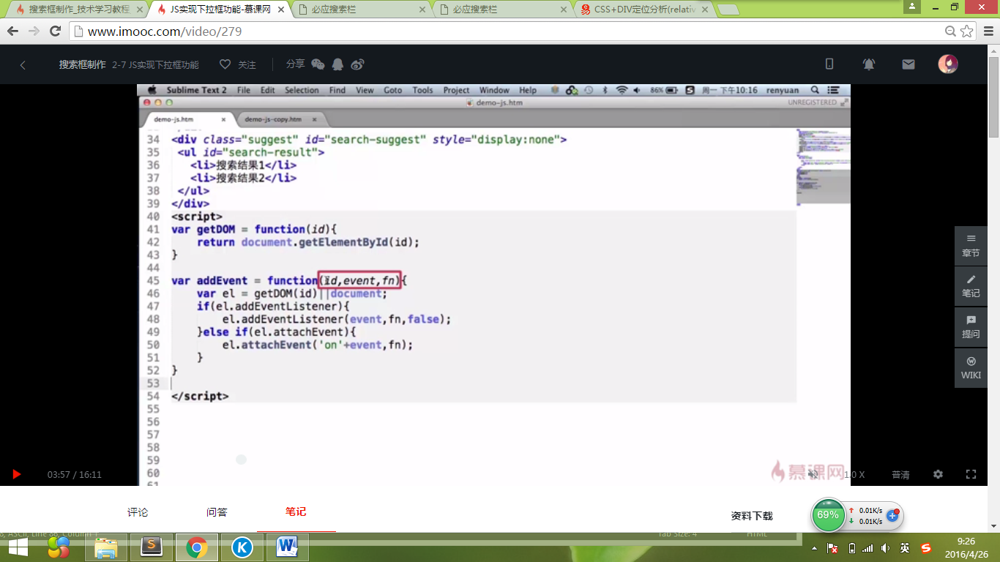 搜索框制作_技术学习教程
JS实现下拉框功能-慕课网
必应搜索栏
必应搜索栏
CSS+DIV定位分析(relativ
www.imooc.com/video/279
搜索框制作 2-7 JS实现下拉框功能 关注 分享
Sublime Text 2 File Edit Selection Find View Goto Tools Project Window Help 86% 周一 下午10:16 renyuan
demo-js.htm UNREGISTERED
demo-js.htm demo-js-copy.htm
34 <div class="suggest" id="search-suggest" style="display:none">
35 <ul id="search-result">
36 <li>搜索结果1</li>
37 <li>搜索结果2</li>
38 </ul>
39 </div>
40 <script>
41 var getDOM = function(id){
42 return document.getElementById(id);
43 }
44
45 var addEvent = function(id,event,fn){
46 var el = getDOM(id)||document;
47 if(el.addEventListener){
48 el.addEventListener(event,fn,false);
49 }else if(el.attachEvent){
50 el.attachEvent('on'+event,fn);
51 }
52 }
53
54 </script>
55
56
57
58
59
60
61
章节
笔记
提问
WIKI
慕课网
03:57 / 16:11 1.0 X 普清
评论 问答 笔记 资料下载
69% 0.01K/s
0.01K/s
8, ASCII, Line 88, Column 1 Tab Size: 4 HTML
英
9:26
2016/4/26